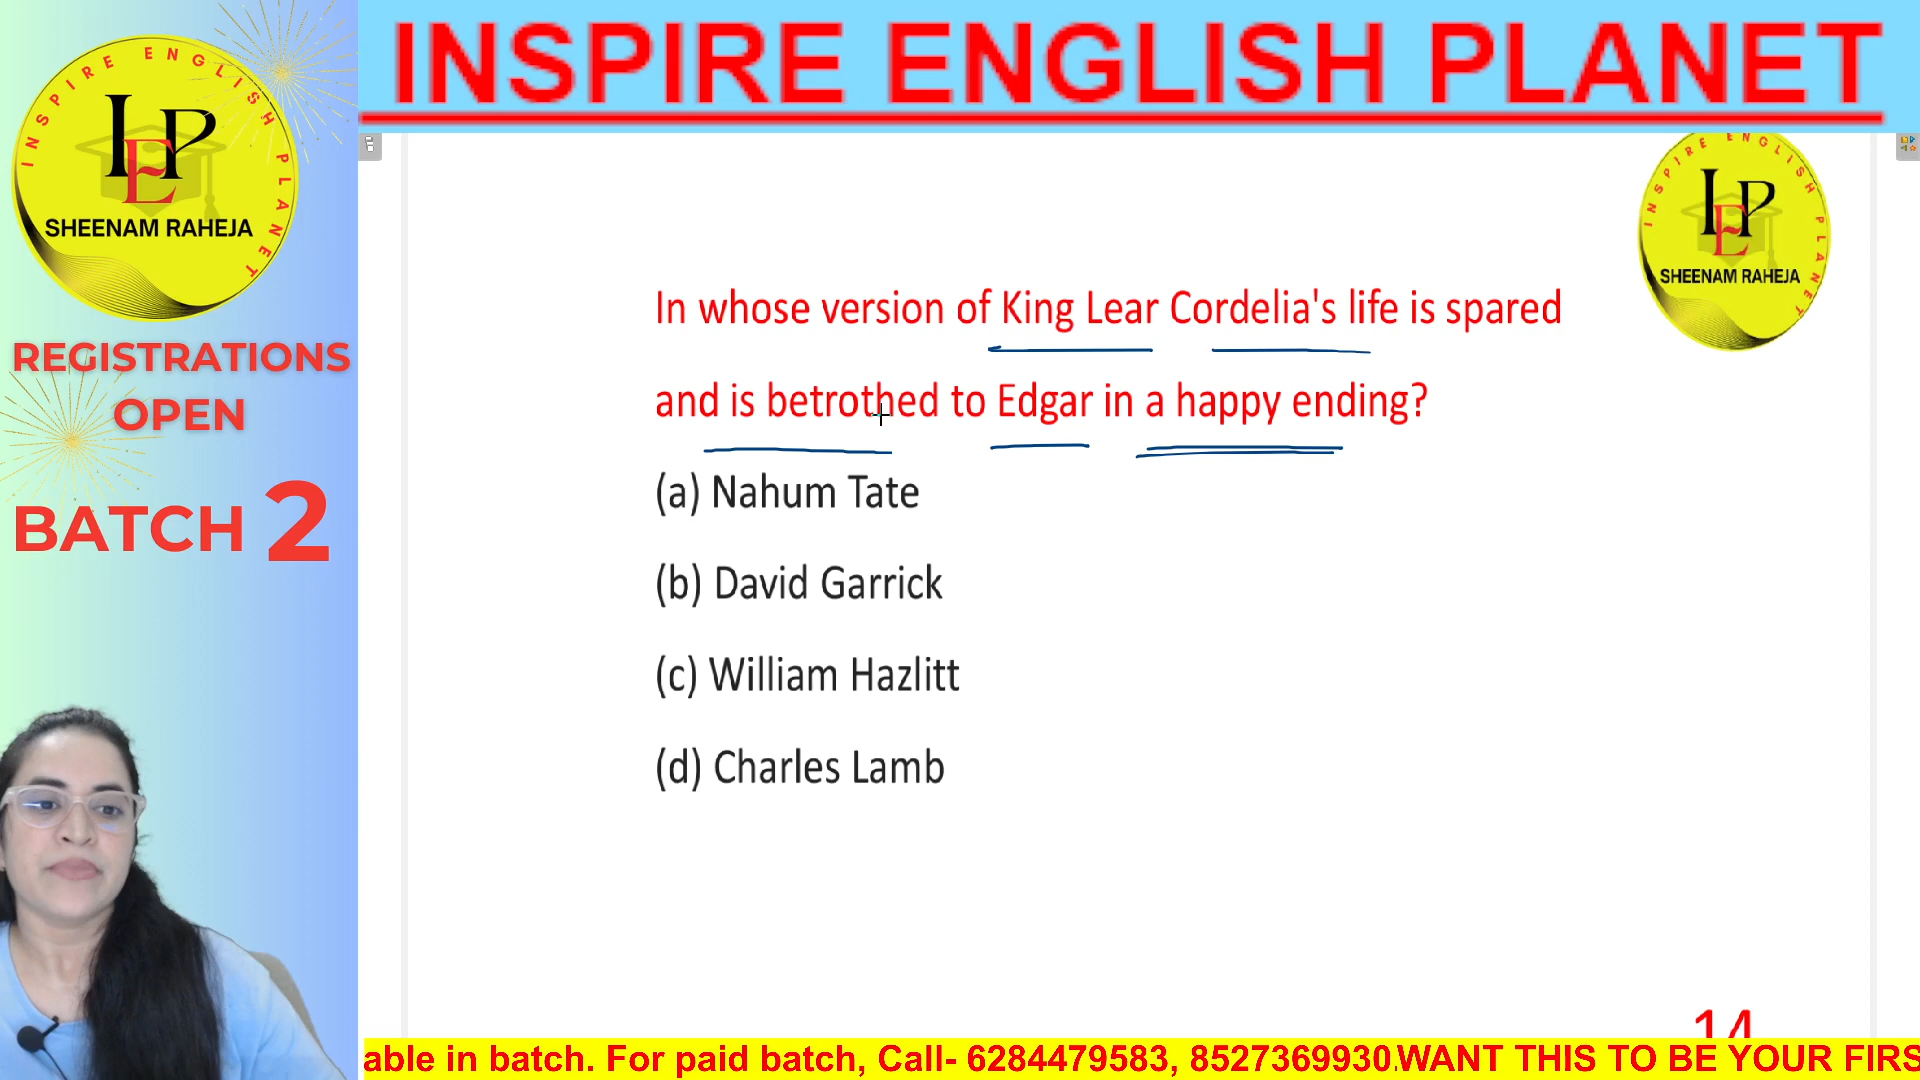 INSPIRE ENGLISH PLANET
INSPIRE ENGLISH PLANET
IEP
SHEENAM RAHEJA
REGISTRATIONS
OPEN
BATCH 2
INSPIRE ENGLISH PLANET
IEP
SHEENAM RAHEJA
In whose version of King Lear Cordelia's life is spared
and is betrothed to Edgar in a happy ending?
(a) Nahum Tate
(b) David Garrick
(c) William Hazlitt
(d) Charles Lamb
14
able in batch. For paid batch, Call- 6284479583, 8527369930.WANT THIS TO BE YOUR FIRS